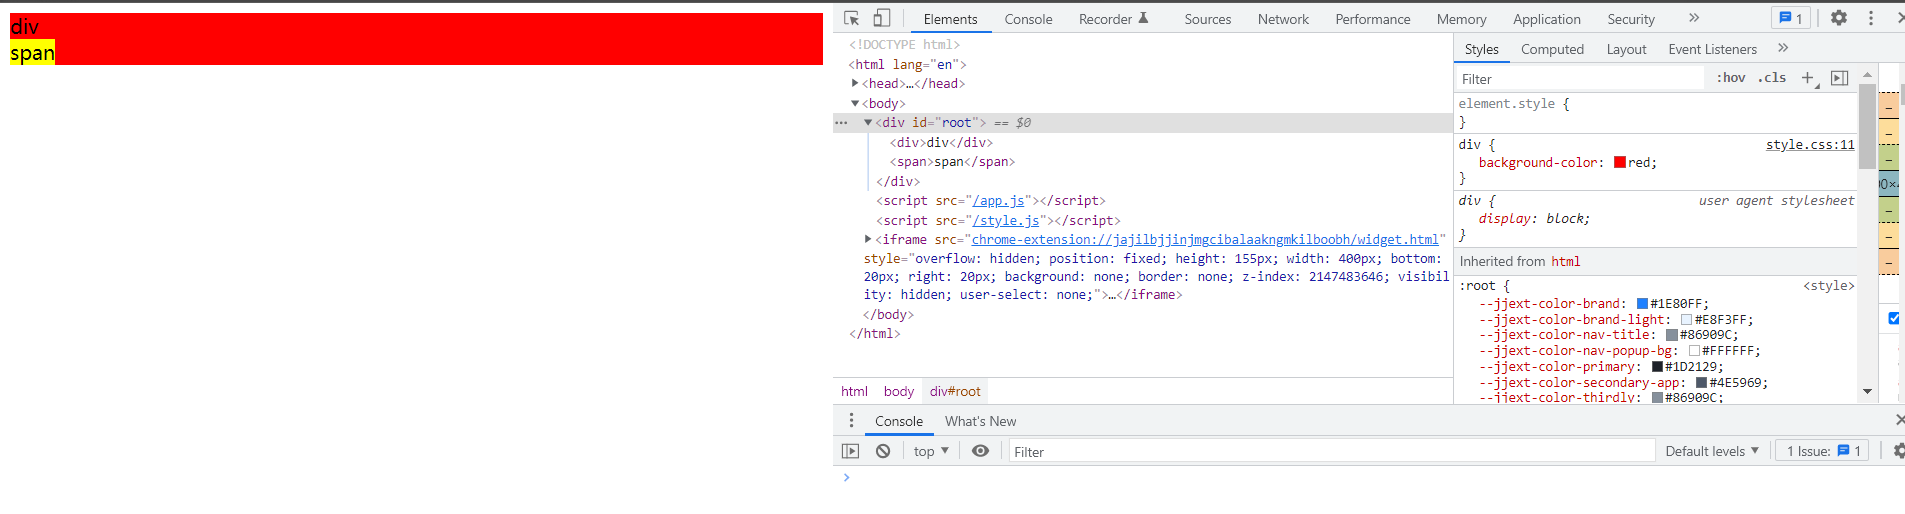 div
span
Elements Console Recorder Sources Network Performance Memory Application Security » 1
<!DOCTYPE html>
<html lang="en">
<head>…</head>
<body>
<div id="root"> == $0
<div>div</div>
<span>span</span>
</div>
<script src="/app.js"></script>
<script src="/style.js"></script>
<iframe src="chrome-extension://jajilbjjinjmgcibalaakngmkilboobh/widget.html"
style="overflow: hidden; position: fixed; height: 155px; width: 400px; bottom:
20px; right: 20px; background: none; border: none; z-index: 2147483646; visibil
ity: hidden; user-select: none;">…</iframe>
</body>
</html>
html body div#root
Styles Computed Layout Event Listeners »
Filter :hov .cls +
element.style {
}
div { style.css:11
background-color: red;
}
div { user agent stylesheet
display: block;
}
Inherited from html
:root { <style>
--jjext-color-brand: #1E80FF;
--jjext-color-brand-light: #E8F3FF;
--jjext-color-nav-title: #86909C;
--jjext-color-nav-popup-bg: #FFFFFF;
--jjext-color-primary: #1D2129;
--jjext-color-secondary-app: #4E5969;
--jjext-color-thirdly: #86909C;
Console What's New
top Filter Default levels 1 Issue: 1